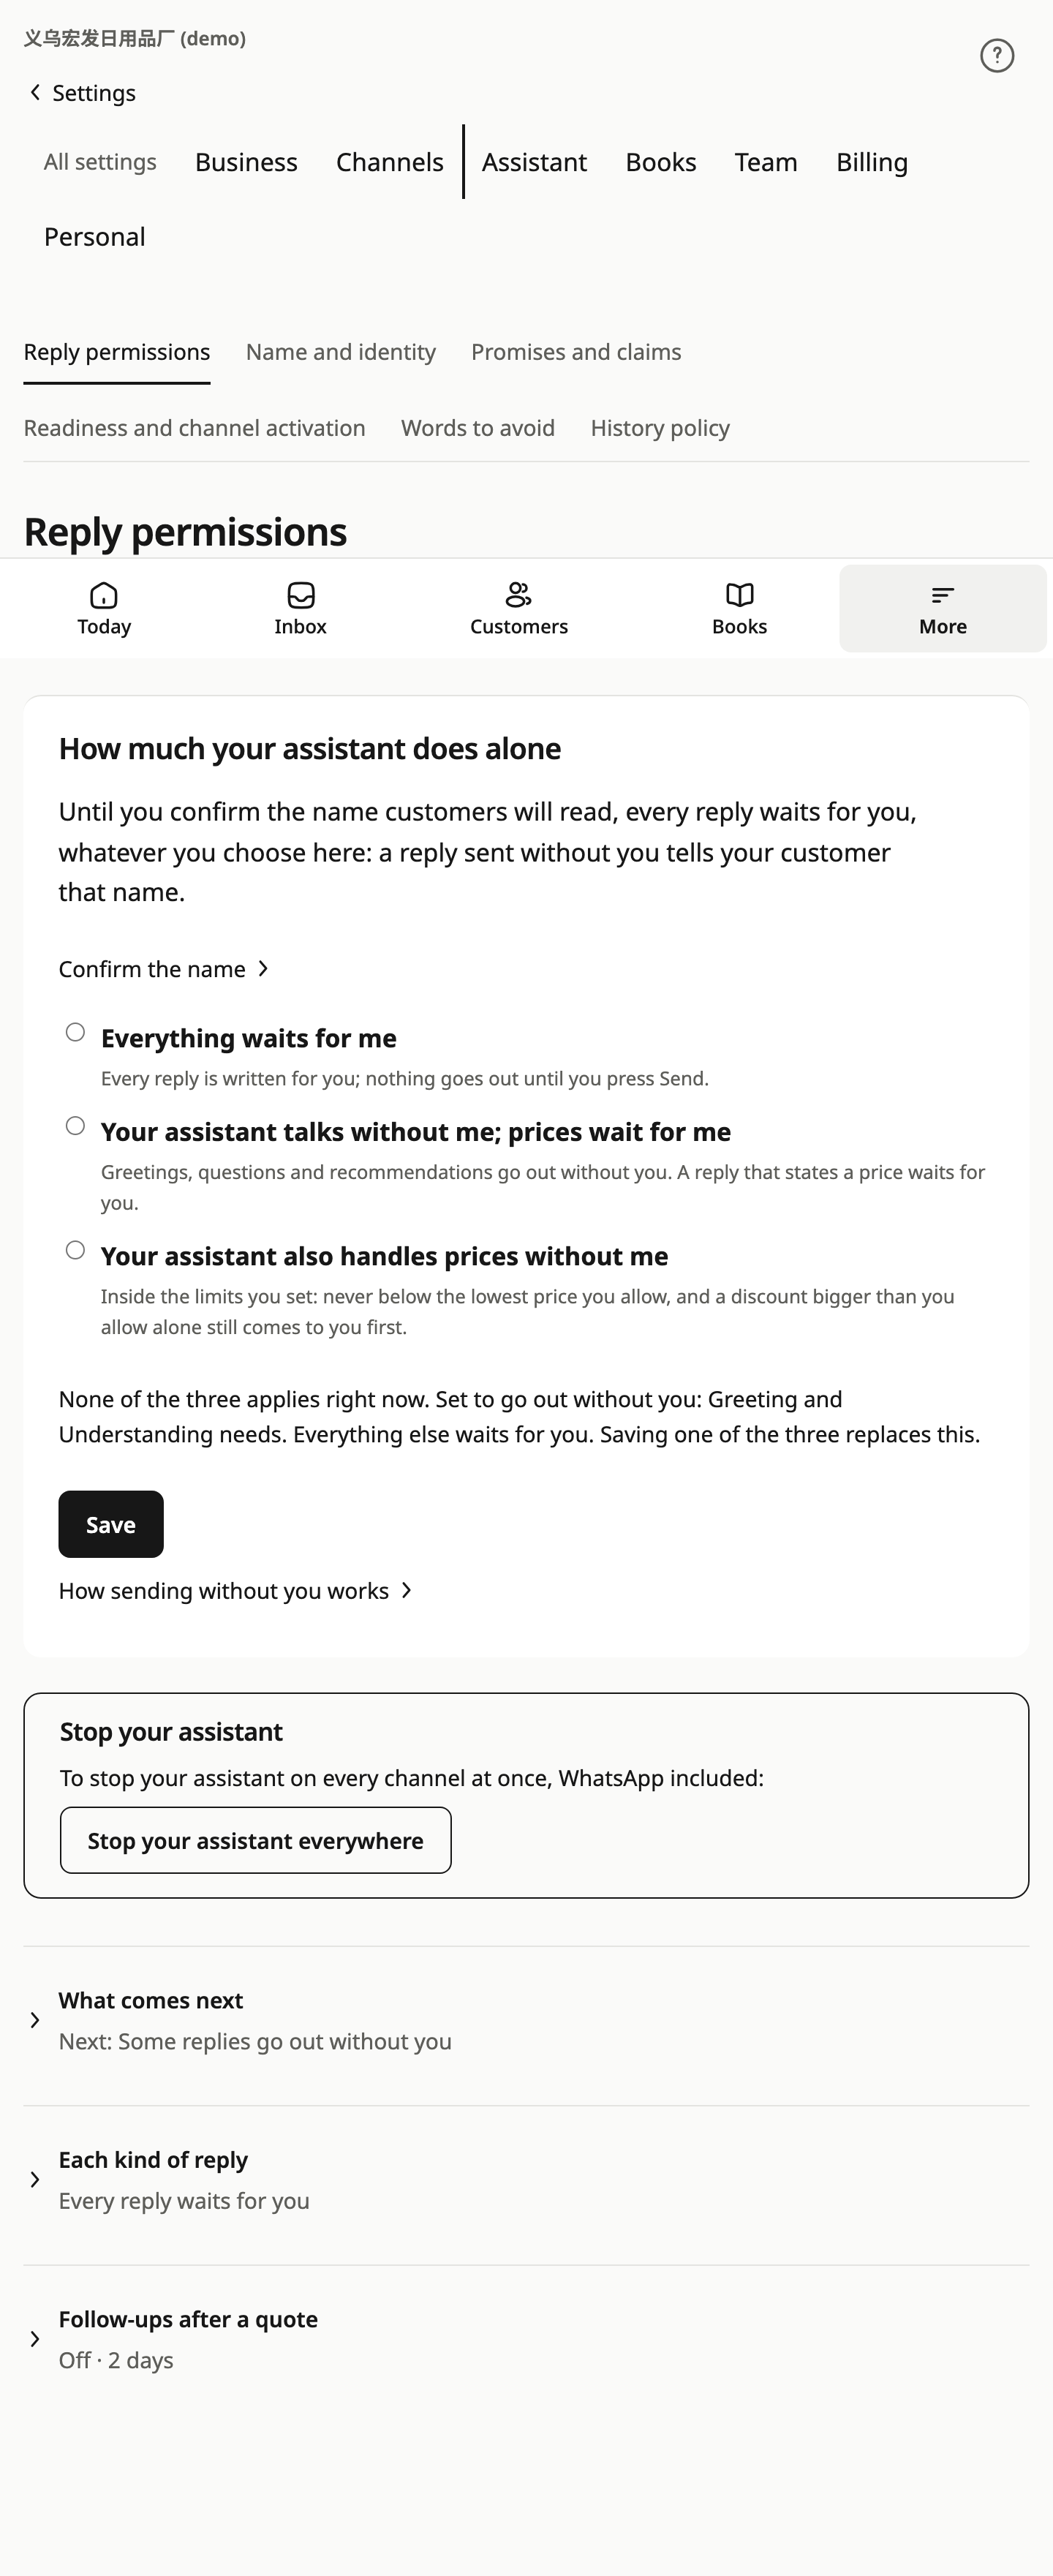 义乌宏发日用品厂 (demo)
Settings
All settings
Business
Channels
Assistant
Books
Team
Billing
Personal
Reply permissions
Name and identity
Promises and claims
Readiness and channel activation
Words to avoid
History policy
Reply permissions
Today
Inbox
Customers
Books
More
How much your assistant does alone
Until you confirm the name customers will read, every reply waits for you,
whatever you choose here: a reply sent without you tells your customer
that name.
Confirm the name
Everything waits for me
Every reply is written for you; nothing goes out until you press Send.
Your assistant talks without me; prices wait for me
Greetings, questions and recommendations go out without you. A reply that states a price waits for
you.
Your assistant also handles prices without me
Inside the limits you set: never below the lowest price you allow, and a discount bigger than you
allow alone still comes to you first.
None of the three applies right now. Set to go out without you: Greeting and
Understanding needs. Everything else waits for you. Saving one of the three replaces this.
Save
How sending without you works
Stop your assistant
To stop your assistant on every channel at once, WhatsApp included:
Stop your assistant everywhere
What comes next
Next: Some replies go out without you
Each kind of reply
Every reply waits for you
Follow-ups after a quote
Off · 2 days